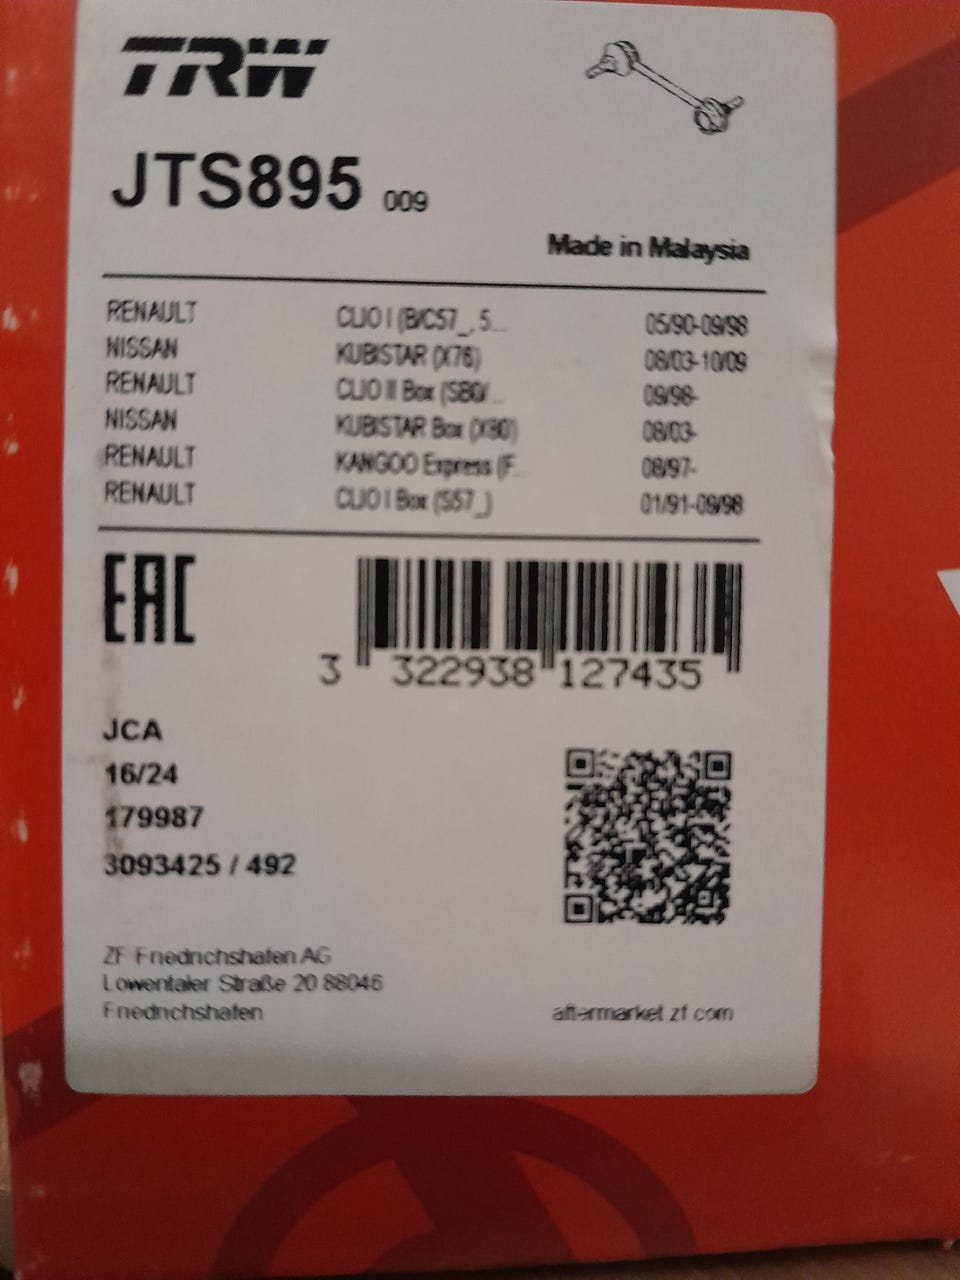 TRW
JTS895 009
Made in Malaysia
RENAULT CLIO I (B/C57_, 5... 05/90-09/98
NISSAN KUBISTAR (X76) 08/03-10/09
RENAULT CLIO II Box (SB0/... 09/98-
NISSAN KUBISTAR Box (X80) 08/03-
RENAULT KANGOO Express (F... 08/97-
RENAULT CLIO I Box (S57_) 01/91-09/98
EAC
3 322938 127435
JCA
16/24
179987
3093425 / 492
ZF Friedrichshafen AG
Lowentaler Straße 20 88046
Friedrichshafen
aftermarket.zf.com